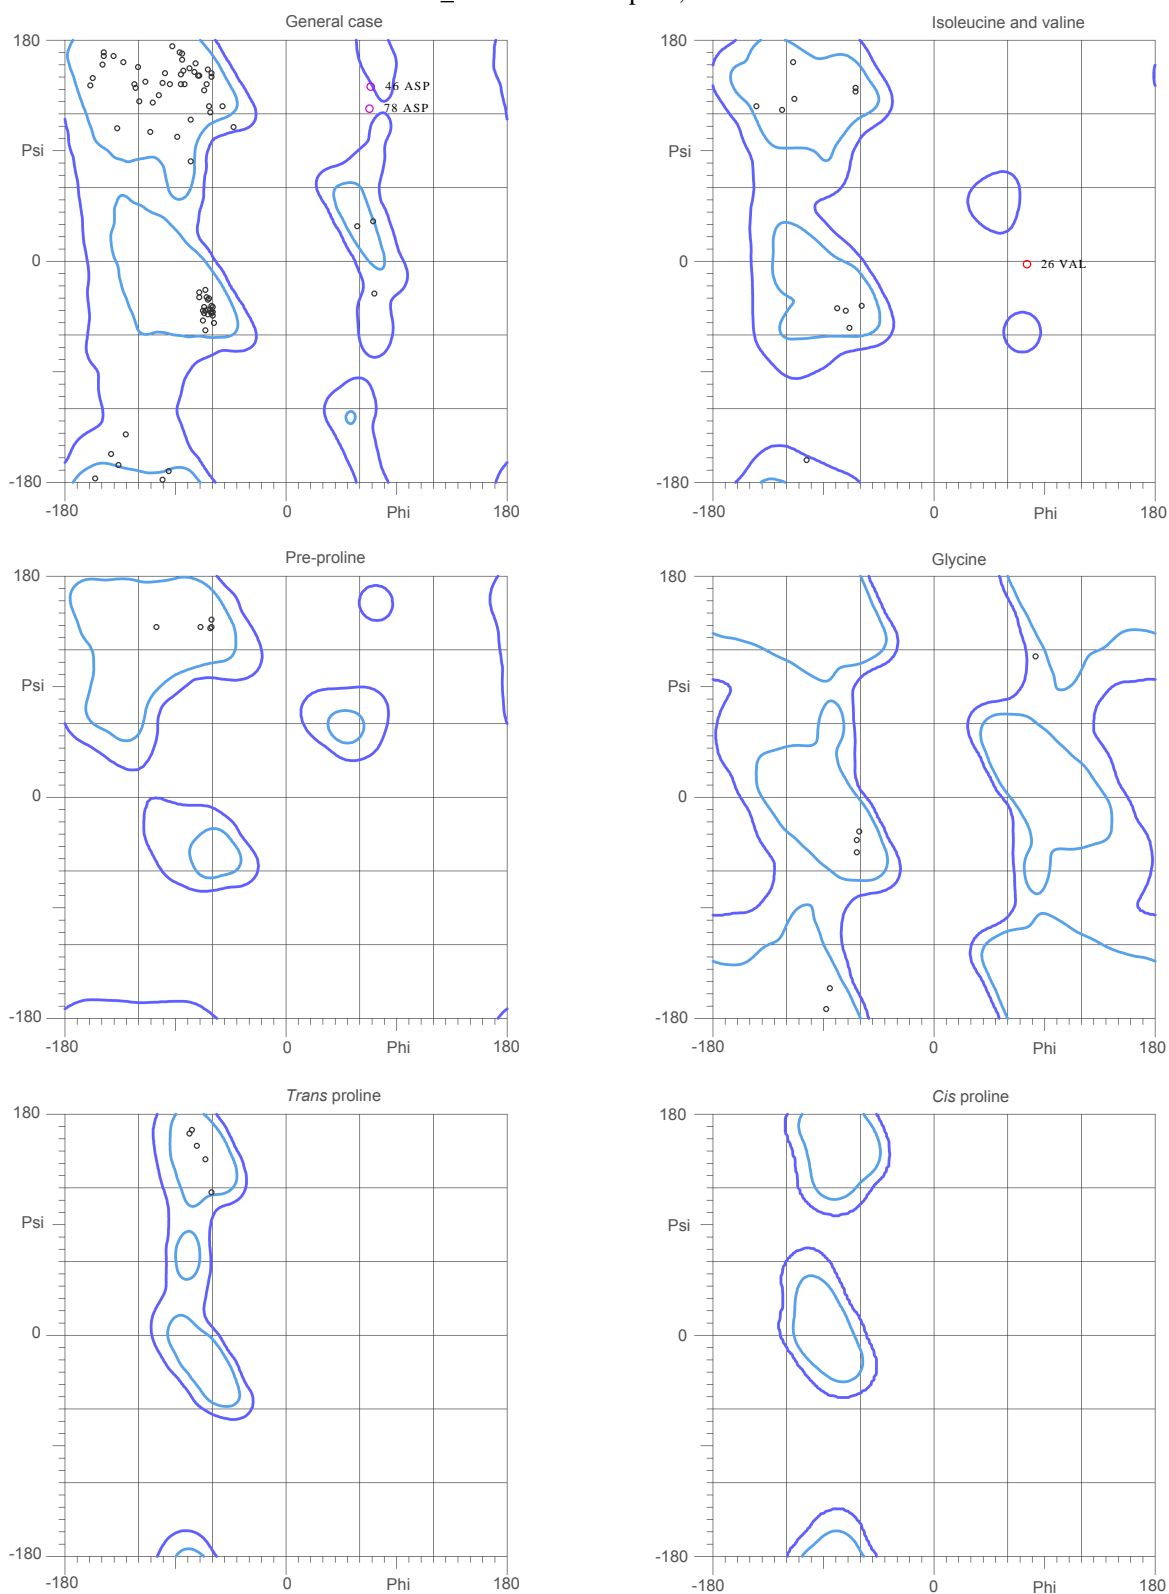 General case
Isoleucine and valine
180
180
46 ASP
78 ASP
Psi
Psi
0
0
26 VAL
-180
-180
-180
0
Phi
180
-180
0
Phi
180
Pre-proline
Glycine
180
180
Psi
Psi
0
0
-180
-180
-180
0
Phi
180
-180
0
Phi
180
Trans proline
Cis proline
180
180
Psi
Psi
0
0
-180
-180
-180
0
Phi
180
-180
0
Phi
180